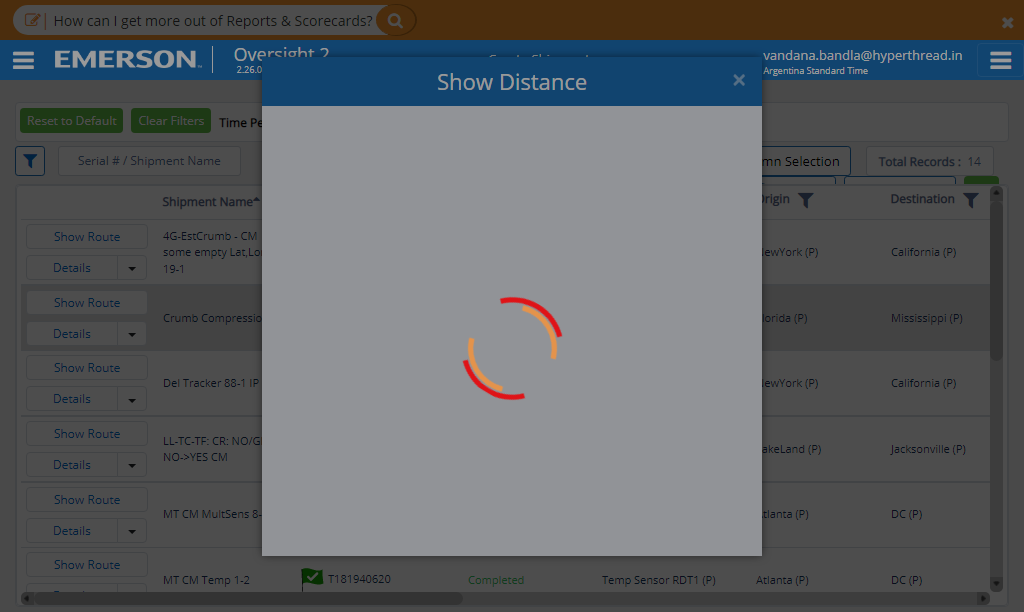 How can I get more out of Reports & Scorecards?
EMERSON
Oversight 2
2.26.0
vandana.bandla@hyperthread.in
Argentina Standard Time
Show Distance
Reset to Default
Clear Filters
Time Pe
Serial # / Shipment Name
mn Selection
Total Records : 14
Shipment Name
Origin
Destination
Show Route
Details
4G-EstCrumb - CM
some empty Lat,Lo
19-1
ewYork (P)
California (P)
Show Route
Details
Crumb Compressio
lorida (P)
Mississippi (P)
Show Route
Details
Del Tracker 88-1 IP
ewYork (P)
California (P)
Show Route
Details
LL-TC-TF: CR: NO/G
NO->YES CM
akeLand (P)
Jacksonville (P)
Show Route
Details
MT CM MultSens 8-
tlanta (P)
DC (P)
Show Route
MT CM Temp 1-2
T181940620
Completed
Temp Sensor RDT1 (P)
Atlanta (P)
DC (P)